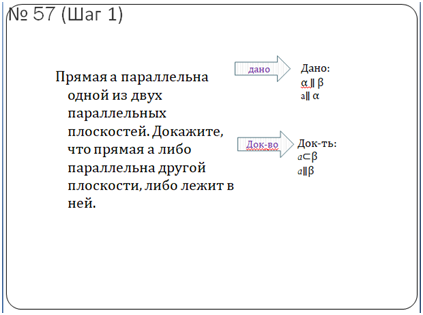 № 57 (Шаг 1)
Прямая а параллельна
одной из двух
параллельных
плоскостей. Докажите,
что прямая а либо
параллельна другой
плоскости, либо лежит в
ней.
дано
Дано:
α ∥ β
a∥ α
Док-во
Док-ть:
a⊂β
a∥β